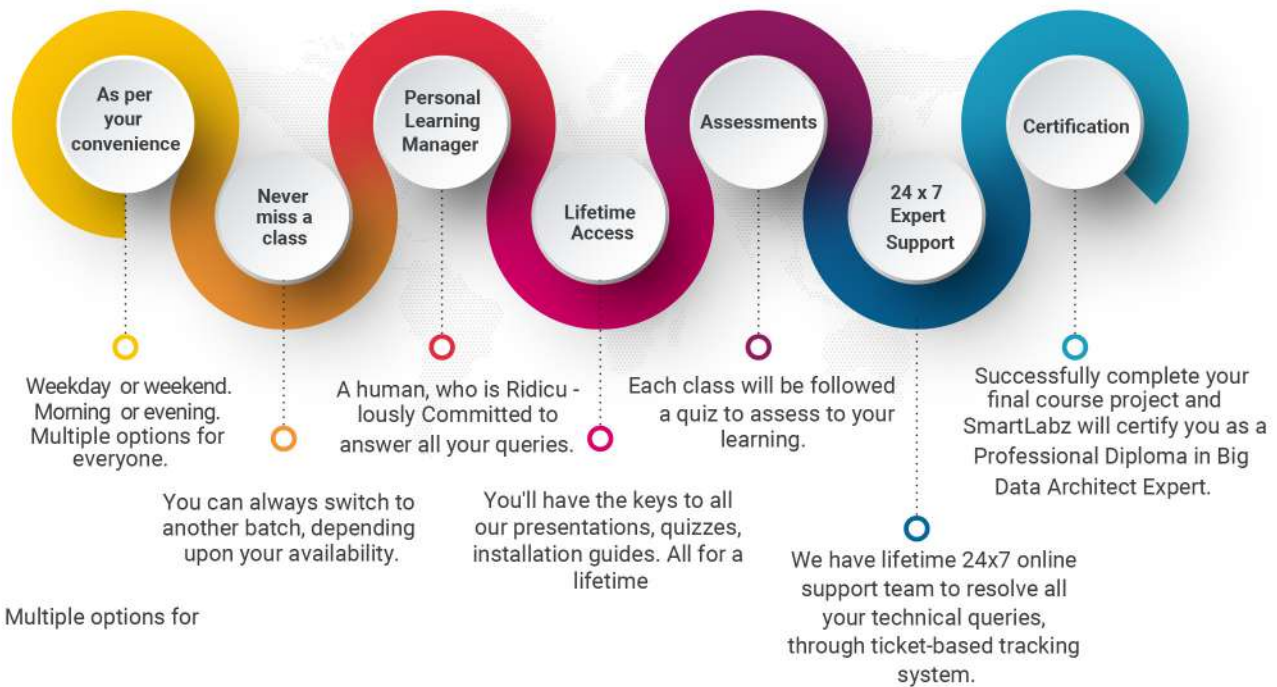 As per
your
convenience
Never
miss a
class
Personal
Learning
Manager
Lifetime
Access
Assessments
24 x 7
Expert
Support
Certification
Weekday or weekend.
Morning or evening.
Multiple options for
everyone.
You can always switch to
another batch, depending
upon your availability.
A human, who is Ridicu -
lously Committed to
answer all your queries.
You'll have the keys to all
our presentations, quizzes,
installation guides. All for a
lifetime
Each class will be followed
a quiz to assess to your
learning.
We have lifetime 24x7 online
support team to resolve all
your technical queries,
through ticket-based tracking
system.
Successfully complete your
final course project and
SmartLabz will certify you as a
Professional Diploma in Big
Data Architect Expert.
Multiple options for